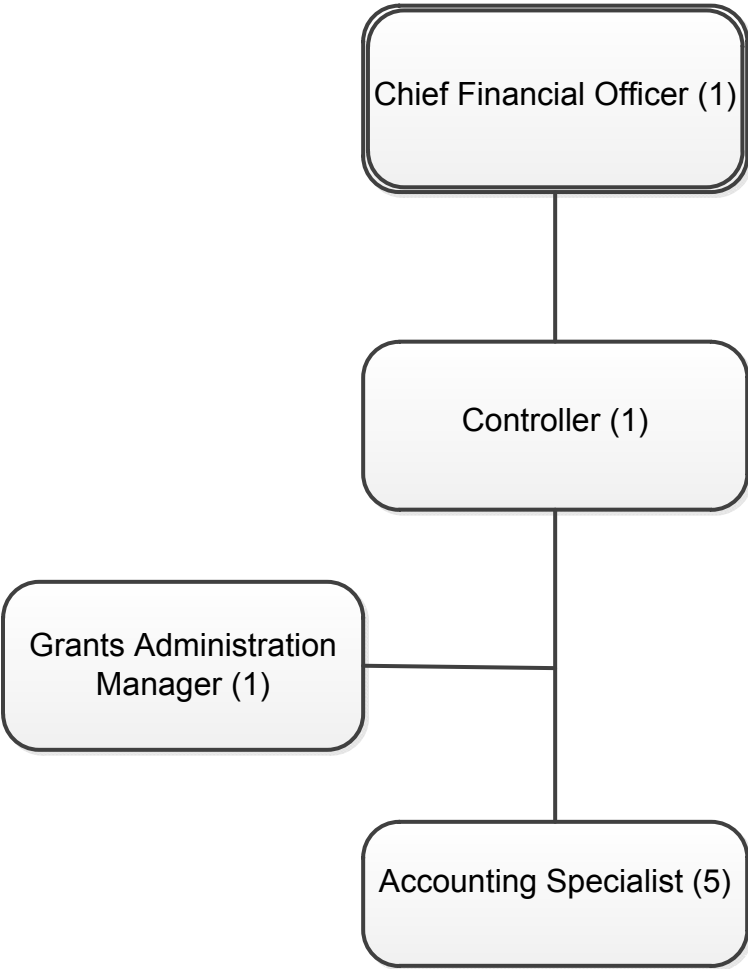 Chief Financial Officer (1)
Controller (1)
Grants Administration
Manager (1)
Accounting Specialist (5)